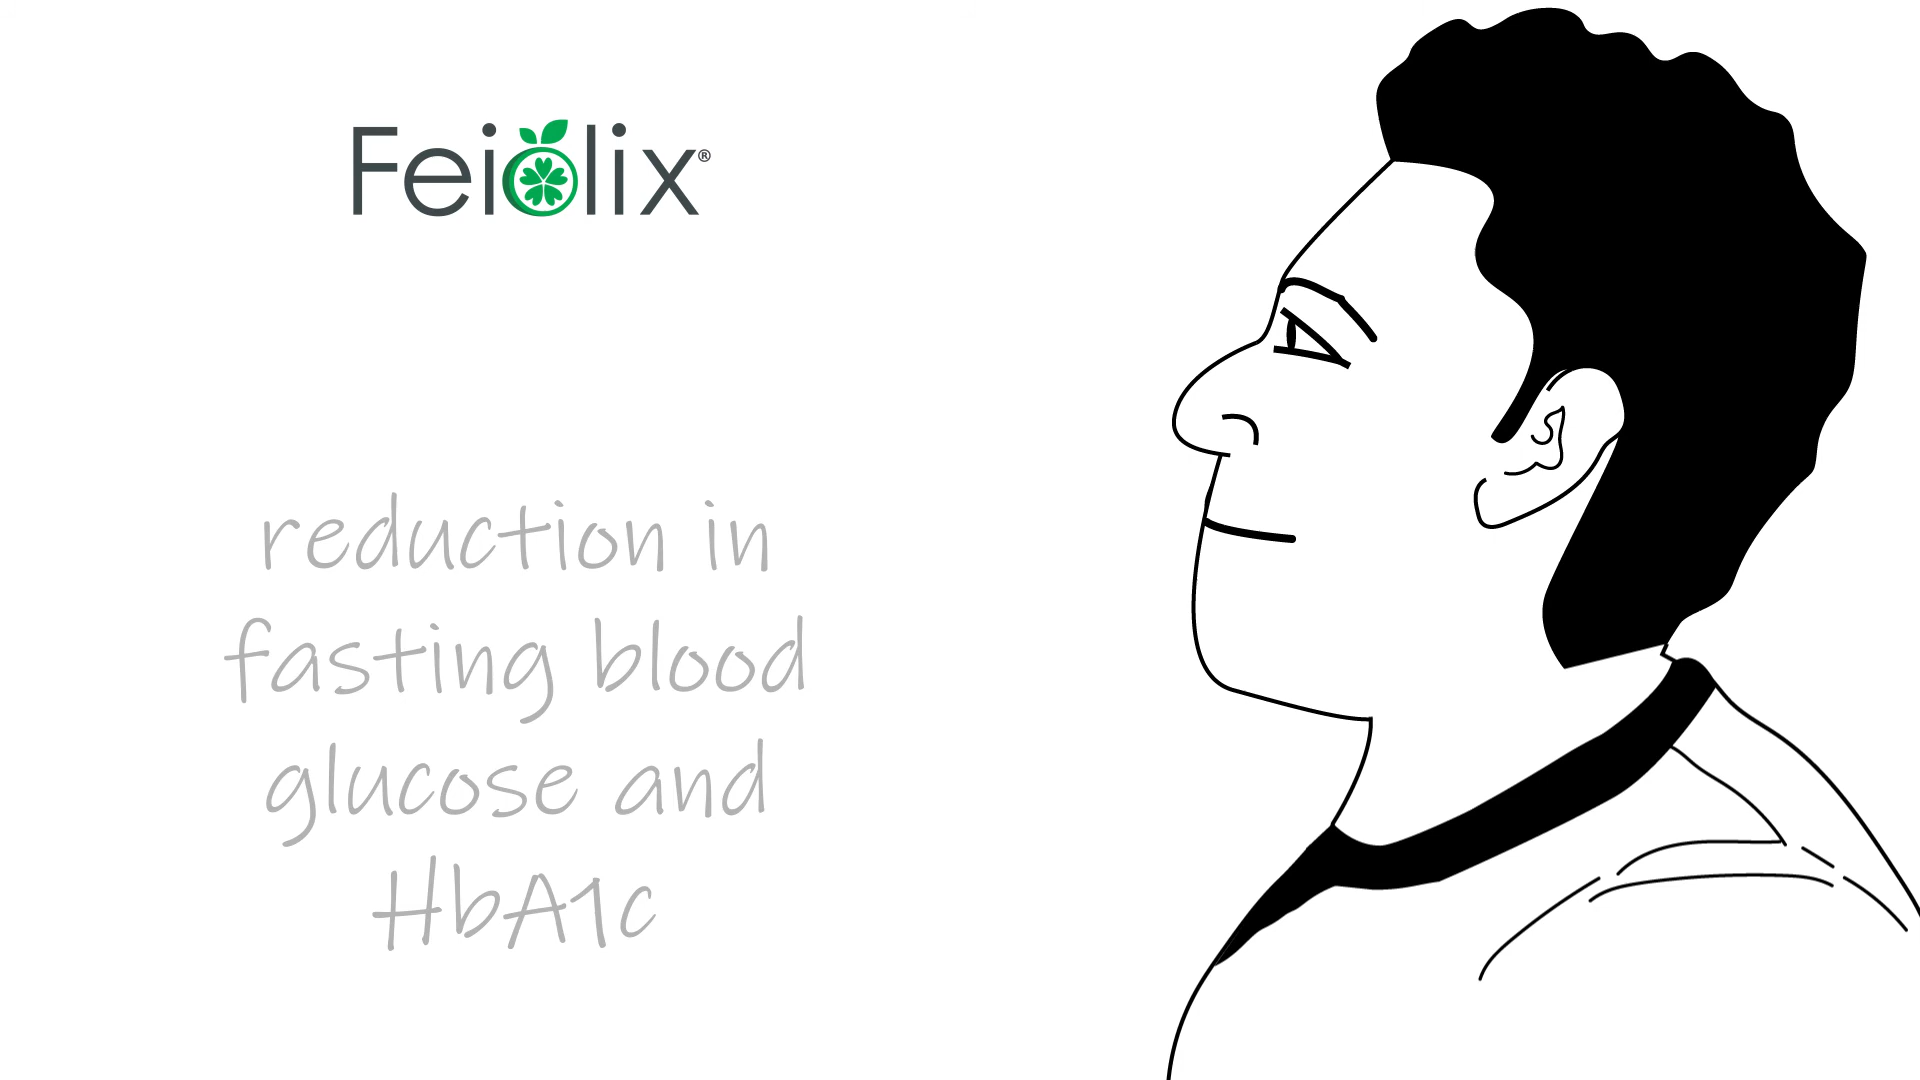 Feiolix®
reduction in
fasting blood
glucose and
HbA1c